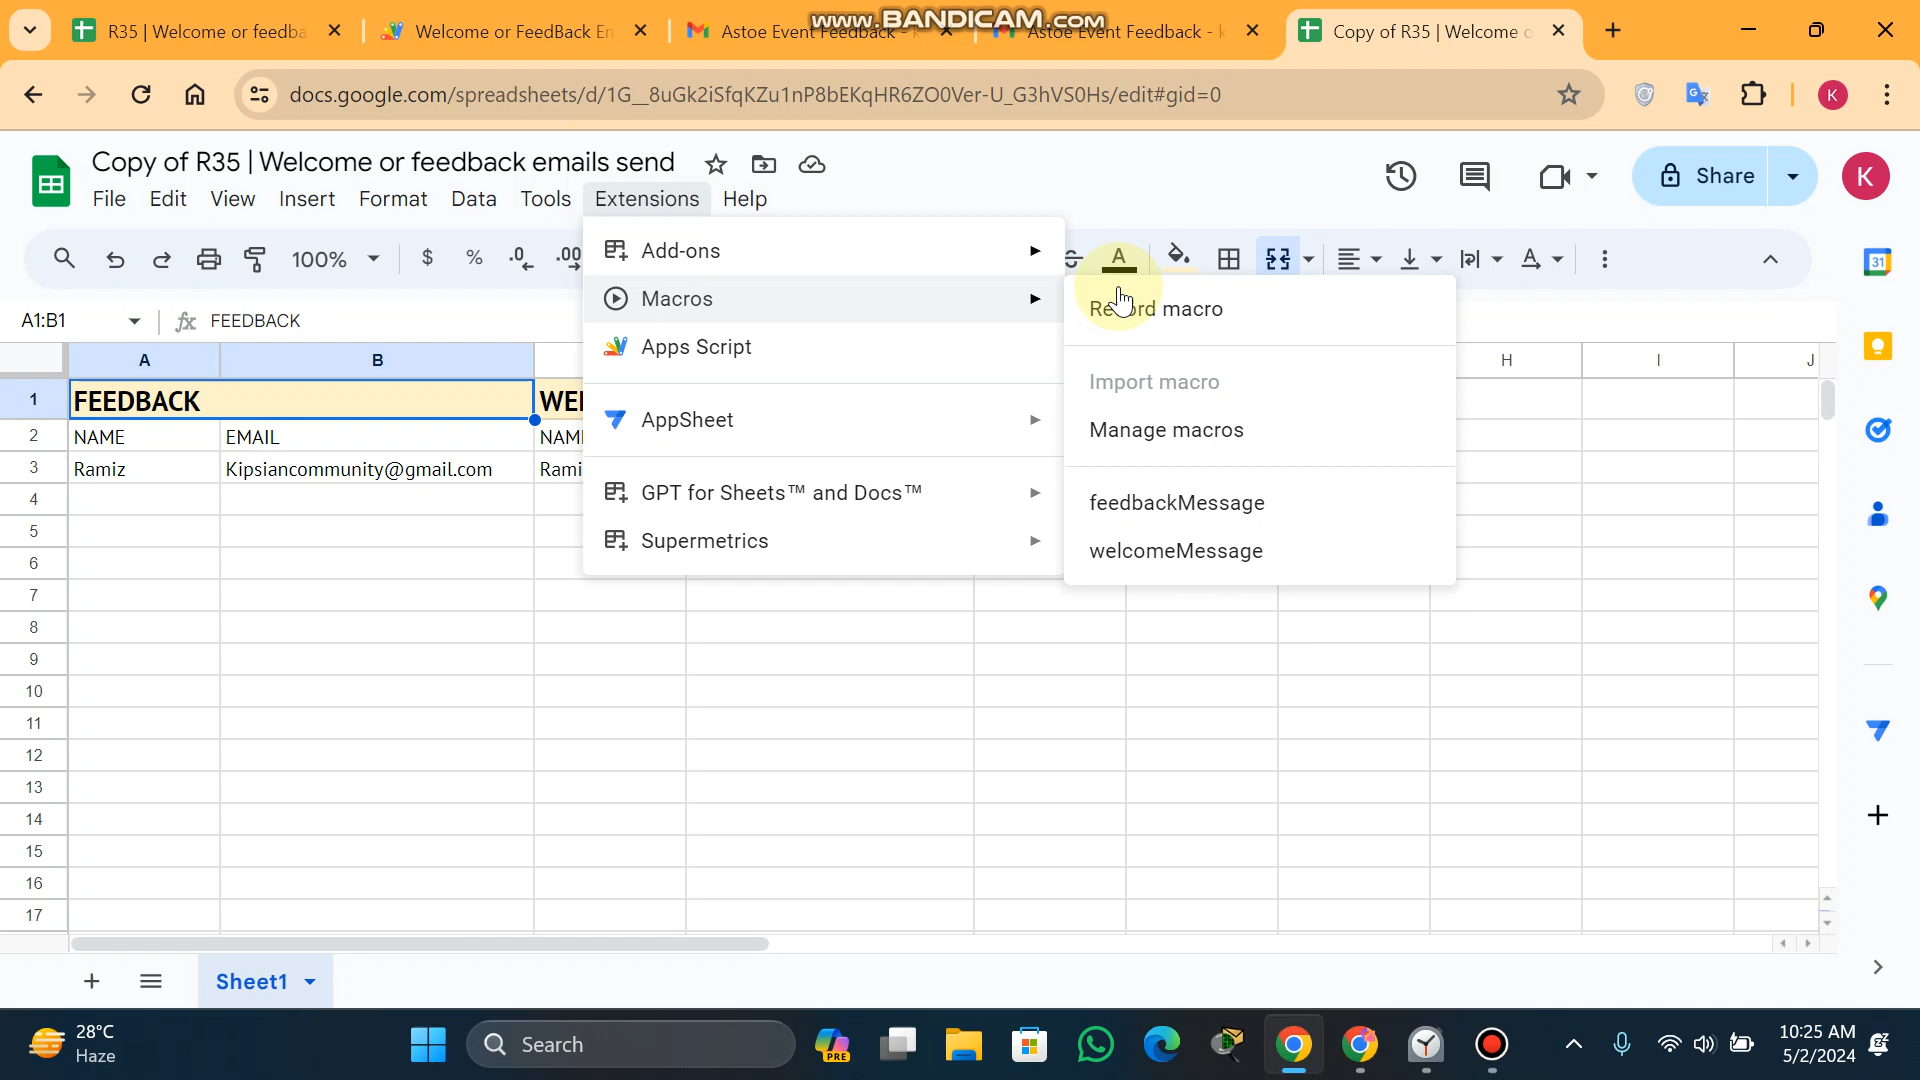 www.BANDICAM.com
R35 | Welcome or feedba
Welcome or FeedBack En
Astoe Event Feedback - k
Astoe Event Feedback - k
Copy of R35 | Welcome o
docs.google.com/spreadsheets/d/1G__8uGk2iSfqKZu1nP8bEKqHR6ZO0Ver-U_G3hVS0Hs/edit#gid=0
K
Copy of R35 | Welcome or feedback emails send
Share
K
File Edit View Insert Format Data Tools Extensions Help
100% $ % .0 .00 A A
A1:B1 fx FEEDBACK
Add-ons
Macros
Apps Script
AppSheet
GPT for Sheets™ and Docs™
Supermetrics
Record macro
Import macro
Manage macros
feedbackMessage
welcomeMessage
A B H I J
1 FEEDBACK WEL
2 NAME EMAIL NAM
3 Ramiz Kipsiancommunity@gmail.com Rami
4
5
6
7
8
9
10
11
12
13
14
15
16
17
31
Sheet1
28°C
Haze
Search
PRE
10:25 AM
5/2/2024